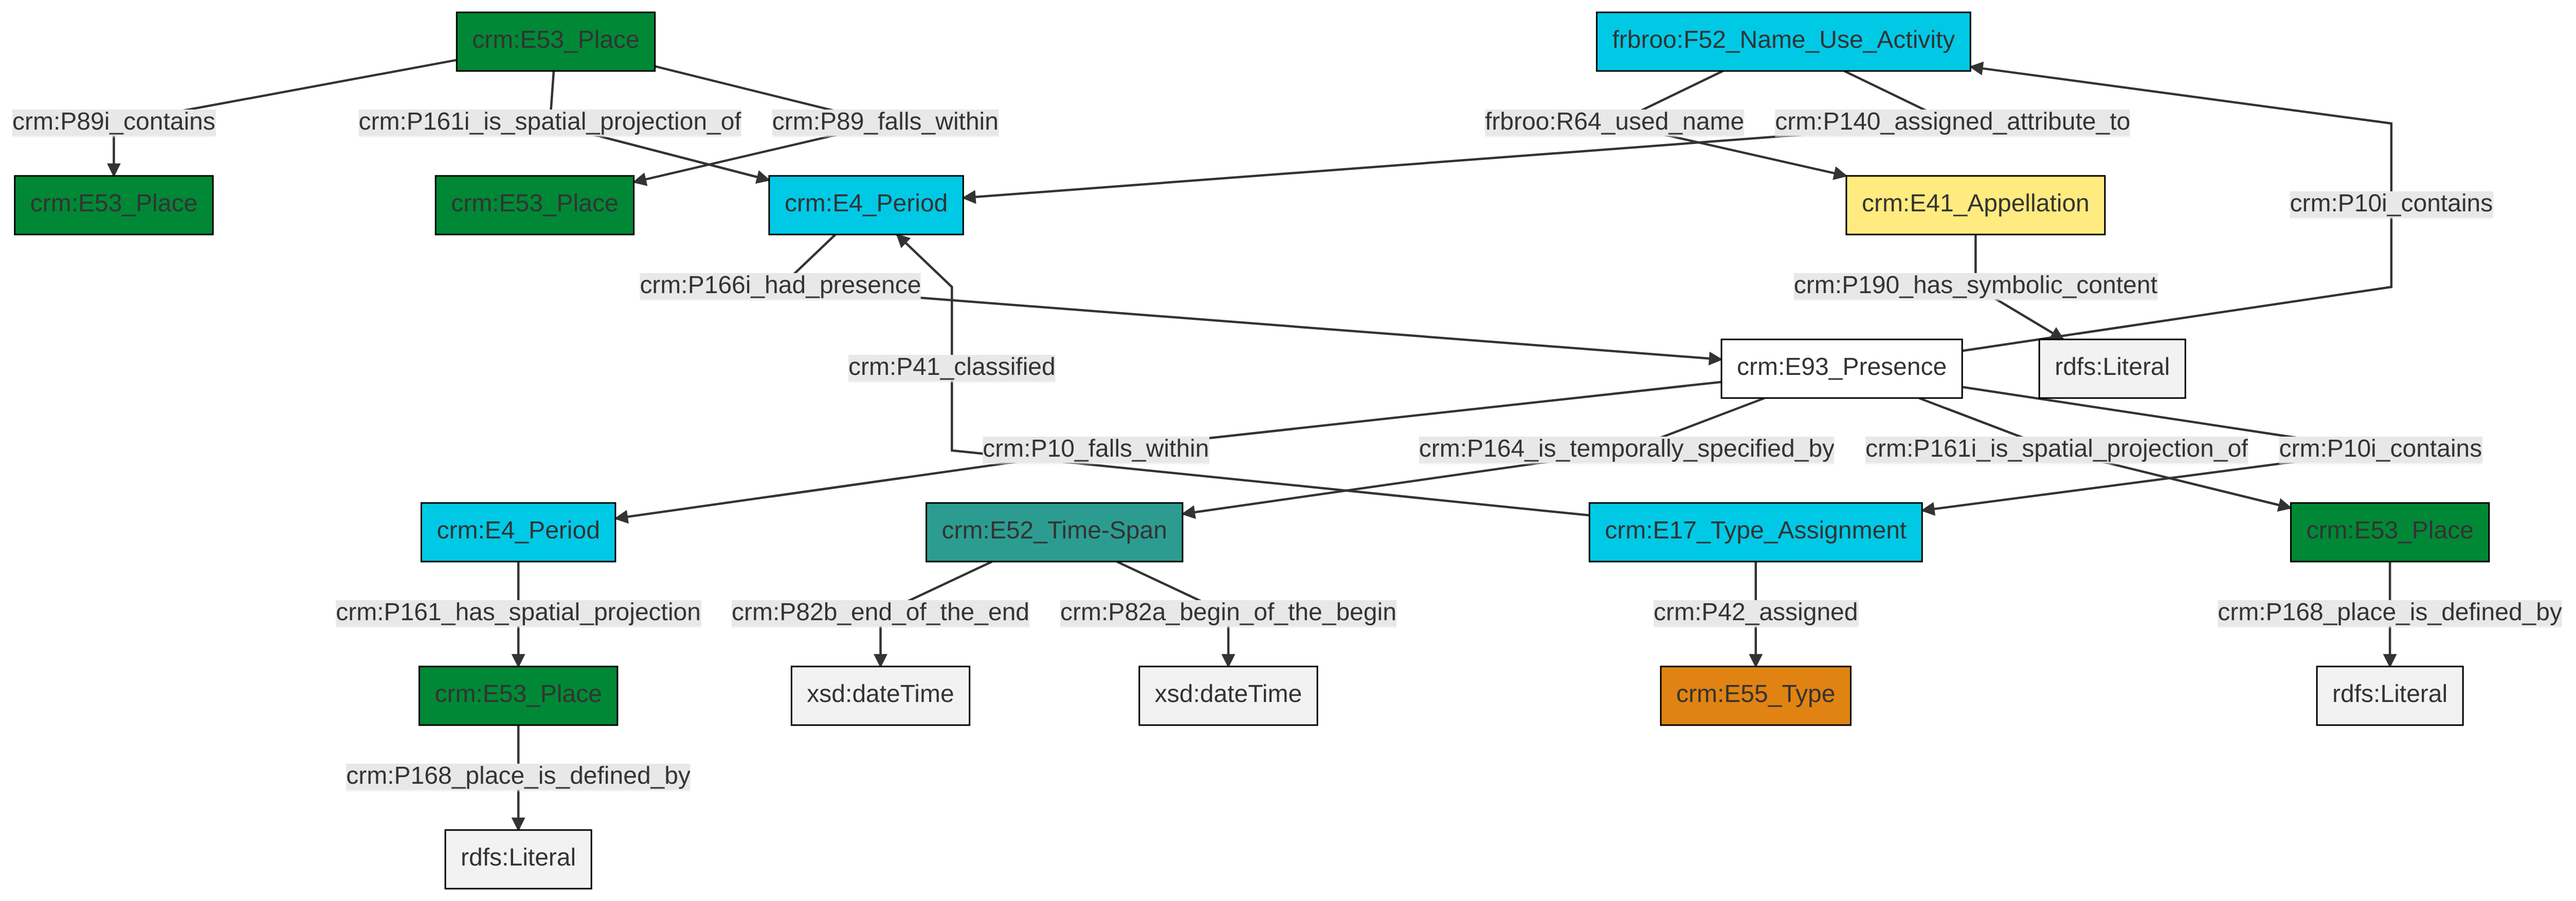 crm:E53_Place
frbroo:F52_Name_Use_Activity
crm:P89i_contains
crm:P161i_is_spatial_projection_of
crm:P89_falls_within
frbroo:R64_used_name
crm:P140_assigned_attribute_to
crm:E53_Place
crm:E53_Place
crm:E4_Period
crm:E41_Appellation
crm:P10i_contains
crm:P166i_had_presence
crm:P190_has_symbolic_content
crm:P41_classified
crm:E93_Presence
rdfs:Literal
crm:P10_falls_within
crm:P164_is_temporally_specified_by
crm:P161i_is_spatial_projection_of
crm:P10i_contains
crm:E4_Period
crm:E52_Time-Span
crm:E17_Type_Assignment
crm:E53_Place
crm:P161_has_spatial_projection
crm:P82b_end_of_the_end
crm:P82a_begin_of_the_begin
crm:P42_assigned
crm:P168_place_is_defined_by
crm:E53_Place
xsd:dateTime
xsd:dateTime
crm:E55_Type
rdfs:Literal
crm:P168_place_is_defined_by
rdfs:Literal